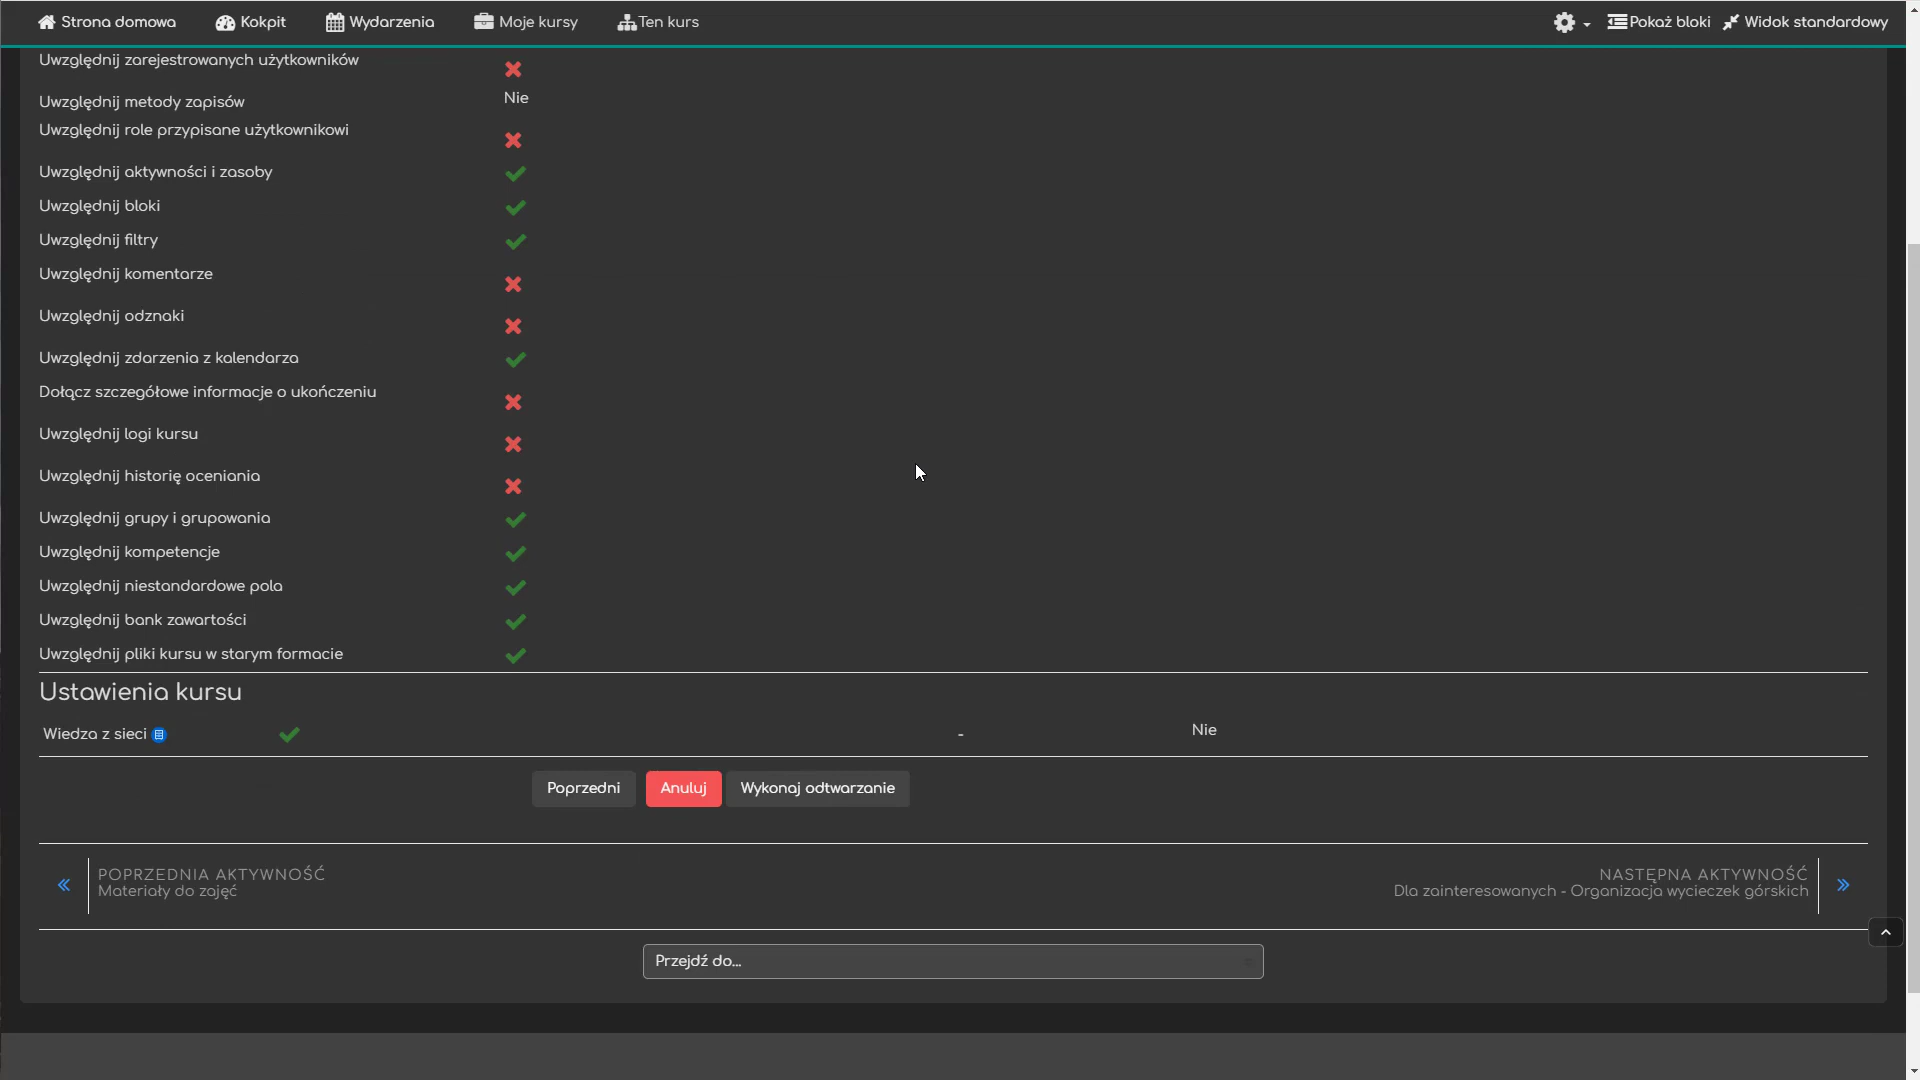 Strona domowa Kokpit Wydarzenia Moje kursy Ten kurs Pokaż bloki Widok standardowy
Uwzględnij zarejestrowanych użytkowników
Uwzględnij metody zapisów Nie
Uwzględnij role przypisane użytkownikowi
Uwzględnij aktywności i zasoby
Uwzględnij bloki
Uwzględnij filtry
Uwzględnij komentarze
Uwzględnij odznaki
Uwzględnij zdarzenia z kalendarza
Dołącz szczegółowe informacje o ukończeniu
Uwzględnij logi kursu
Uwzględnij historię oceniania
Uwzględnij grupy i grupowania
Uwzględnij kompetencje
Uwzględnij niestandardowe pola
Uwzględnij bank zawartości
Uwzględnij pliki kursu w starym formacie
Ustawienia kursu
Wiedza z sieci - Nie
Poprzedni Anuluj Wykonaj odtwarzanie
POPRZEDNIA AKTYWNOŚĆ NASTĘPNA AKTYWNOŚĆ
Materiały do zajęć Dla zainteresowanych - Organizacja wycieczek górskich
Przejdź do...